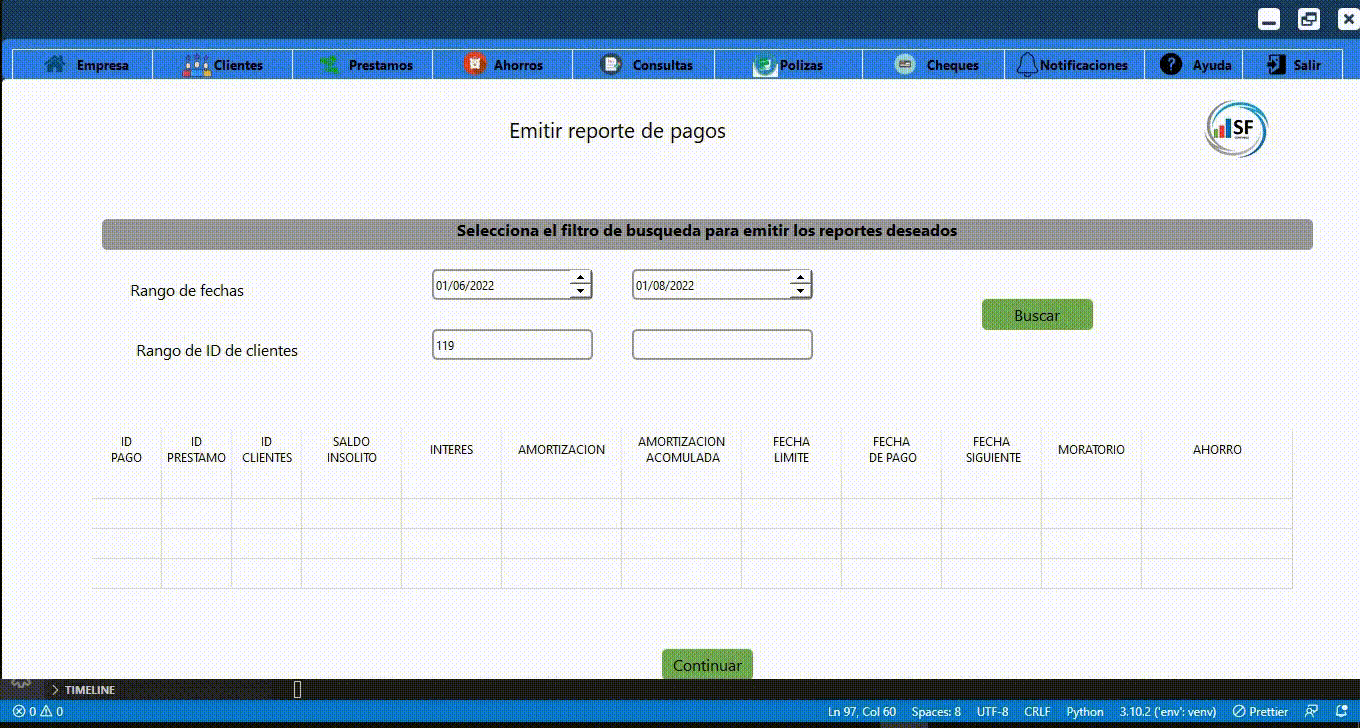 Empresa Clientes Prestamos Ahorros Consultas Polizas Cheques Notificaciones Ayuda Salir
Emitir reporte de pagos
SF
Selecciona el filtro de busqueda para emitir los reportes deseados
Rango de fechas 01/06/2022 01/08/2022
Buscar
Rango de ID de clientes 119
ID ID ID SALDO INTERES AMORTIZACION AMORTIZACION FECHA FECHA FECHA MORATORIO AHORRO
PAGO PRESTAMO CLIENTES INSOLITO ACOMULADA LIMITE DE PAGO SIGUIENTE
Continuar
TIMELINE
0 0 Ln 97, Col 60 Spaces: 8 UTF-8 CRLF Python 3.10.2 ('env': venv) Prettier